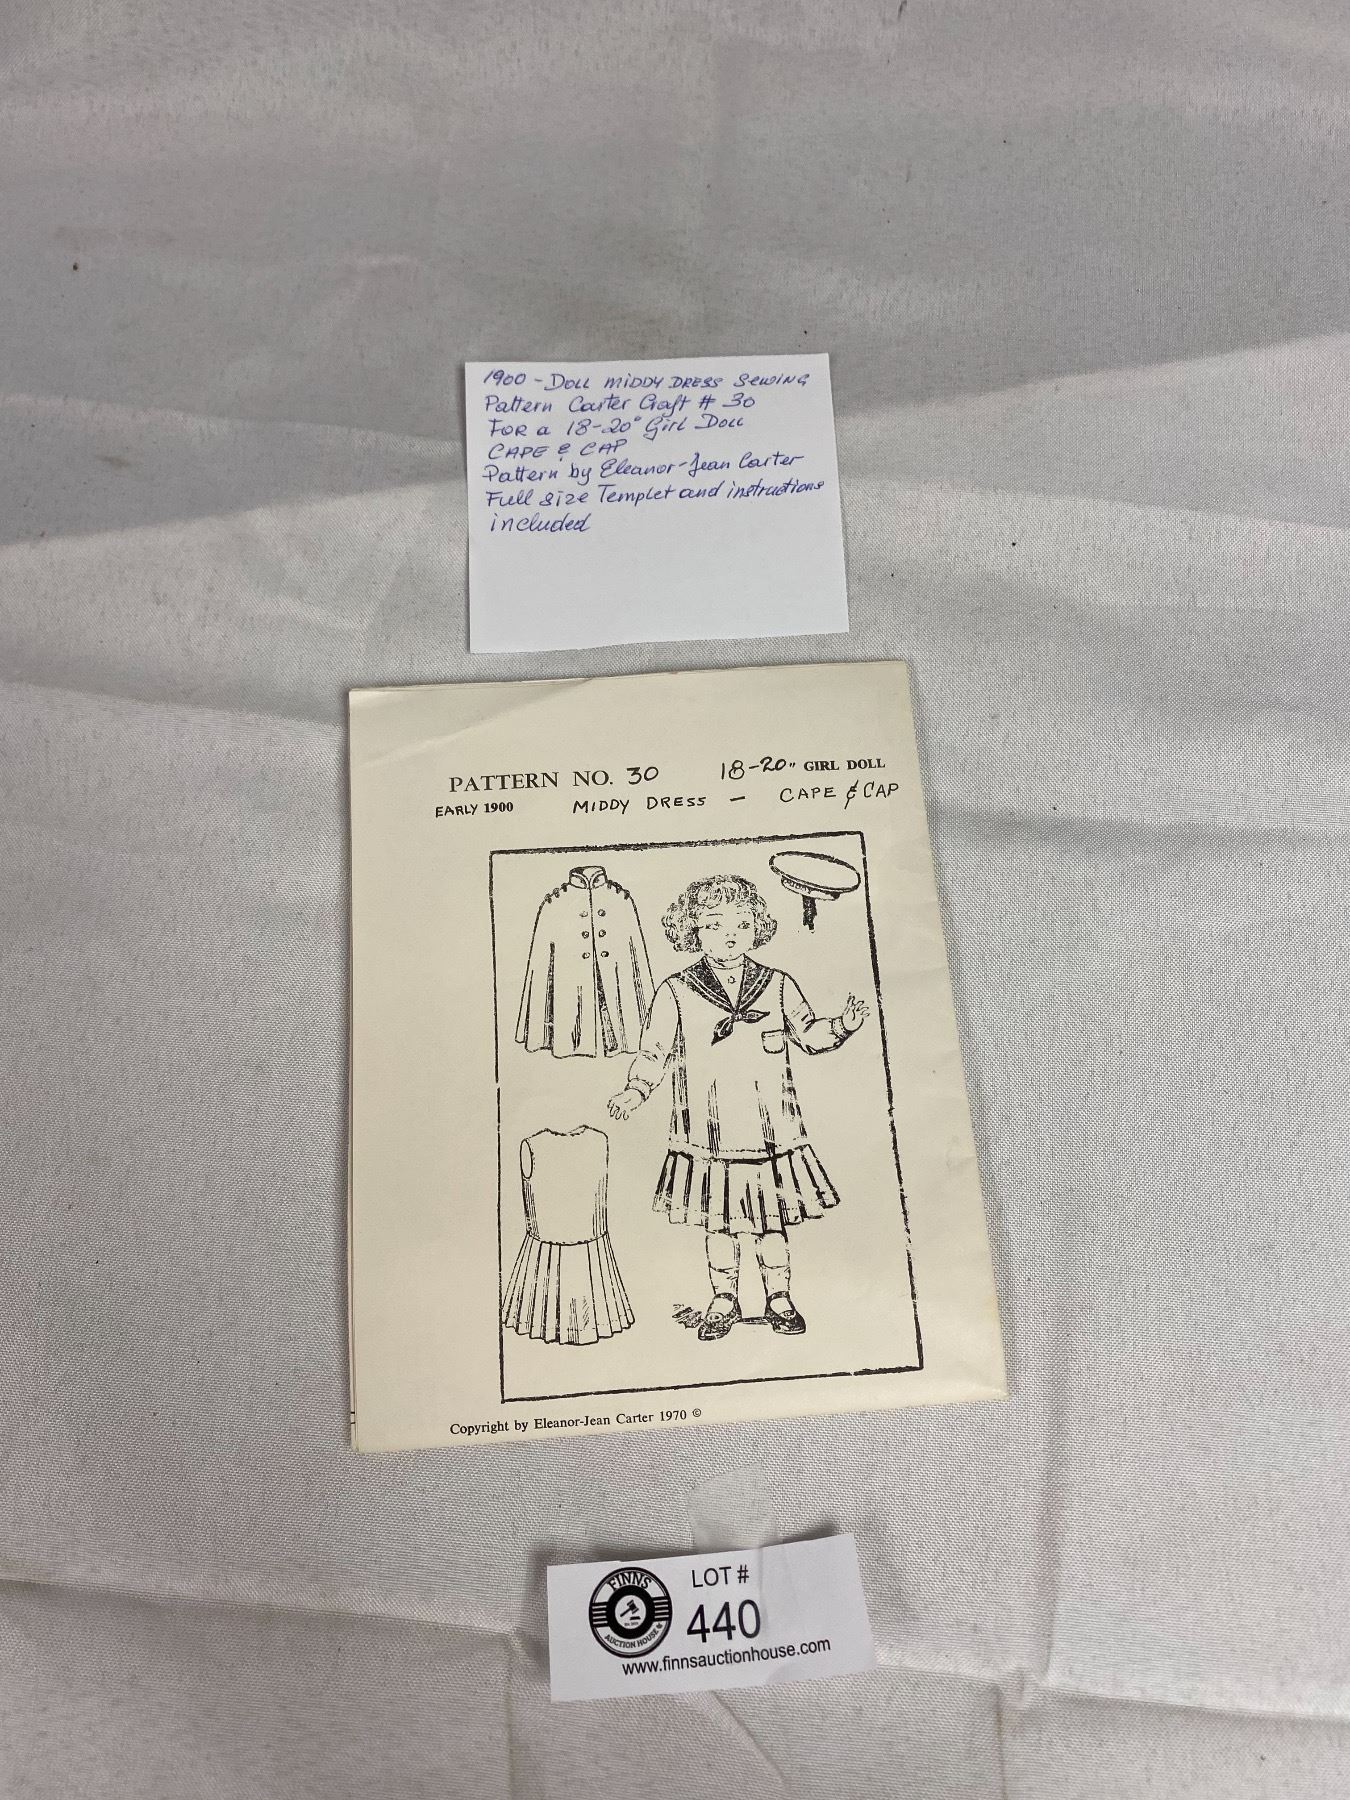 1900 - DOLL MIDDY DRESS SEWING
Pattern Carter Craft # 30
FOR a 18-20" Girl Doll
CAPE & CAP
Pattern by Eleanor-Jean Carter
Full size Templet and instructions
included
PATTERN NO. 30 18-20" GIRL DOLL
EARLY 1900 MIDDY DRESS - CAPE & CAP
Copyright by Eleanor-Jean Carter 1970 ©
FINNS
AUCTION HOUSE
LOT #
440
www.finnsauctionhouse.com